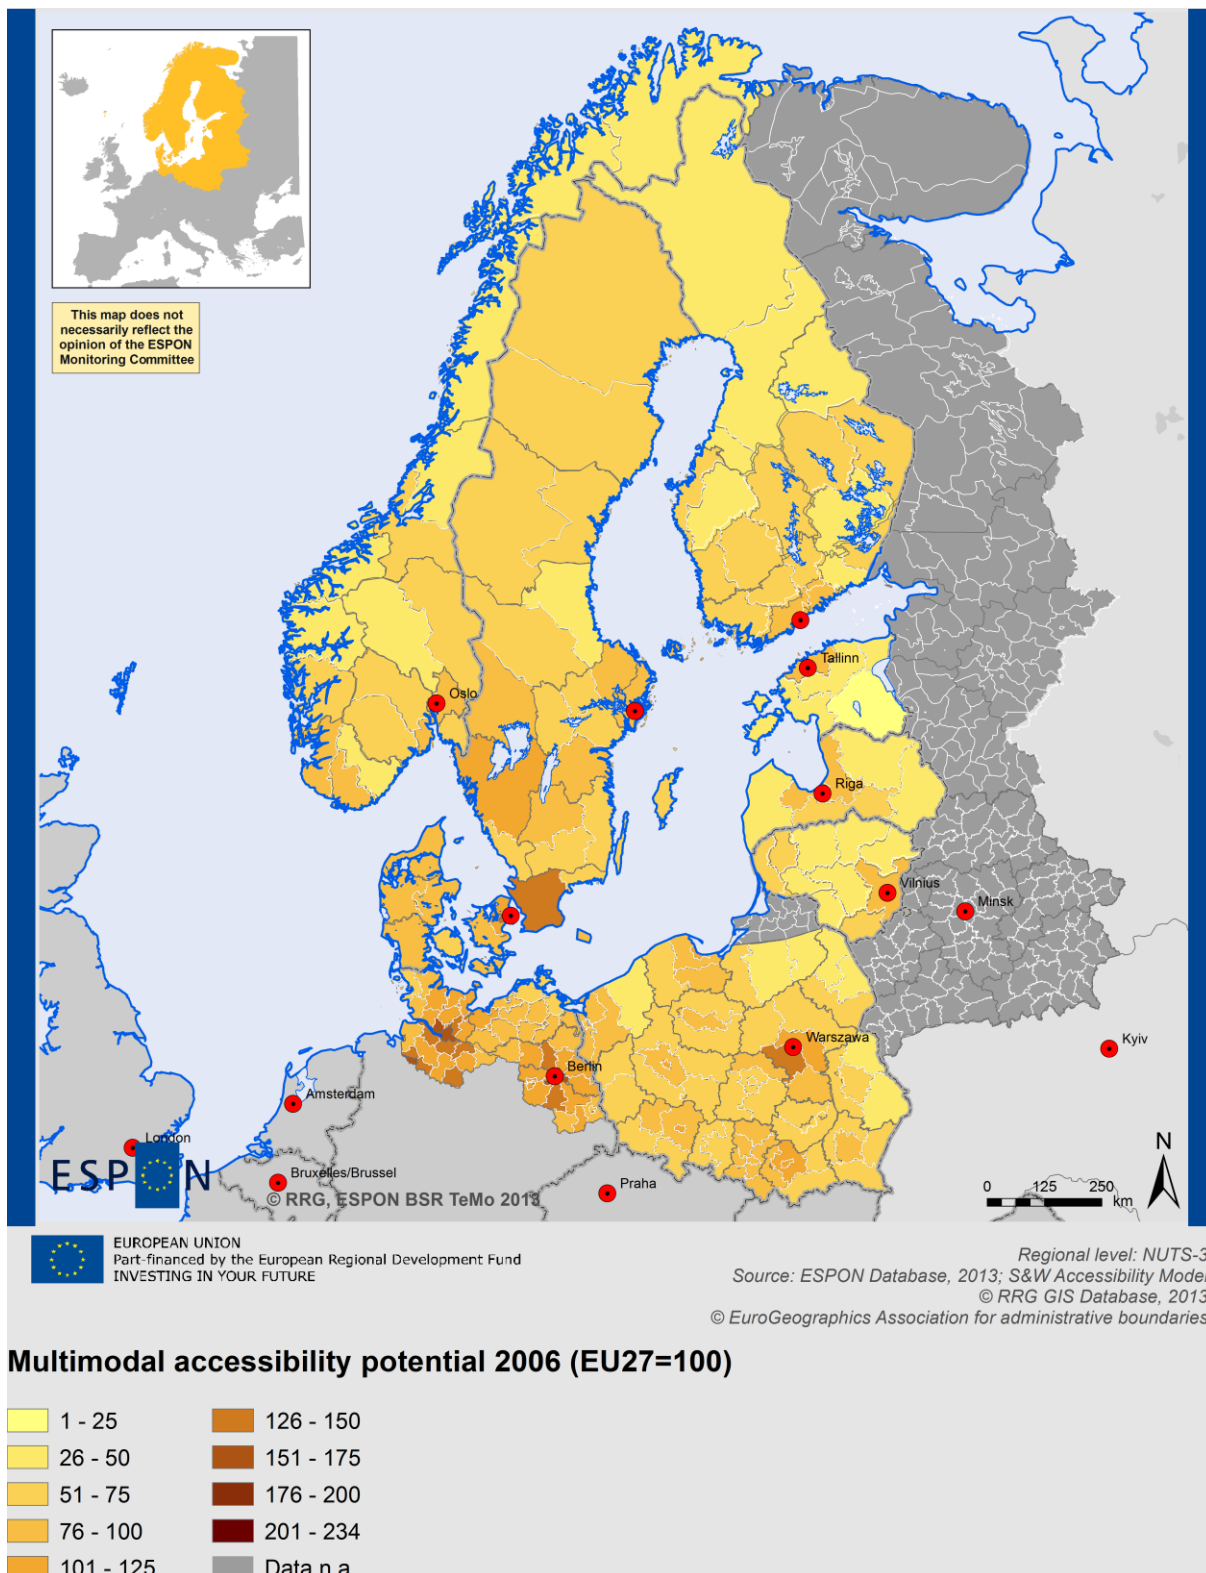 This map does not
necessarily reflect the
opinion of the ESPON
Monitoring Committee
Oslo
Tallinn
Riga
Vilnius
Minsk
Warszawa
Kyiv
Berlin
Amsterdam
London
Bruxelles/Brussel
Praha
ESPON
© RRG, ESPON BSR TeMo 2013
N
0 125 250
km
EUROPEAN UNION
Part-financed by the European Regional Development Fund
INVESTING IN YOUR FUTURE
Regional level: NUTS-3
Source: ESPON Database, 2013; S&W Accessibility Model
© RRG GIS Database, 2013
© EuroGeographics Association for administrative boundaries
Multimodal accessibility potential 2006 (EU27=100)
1 - 25
26 - 50
51 - 75
76 - 100
101 - 125
126 - 150
151 - 175
176 - 200
201 - 234
Data n.a.